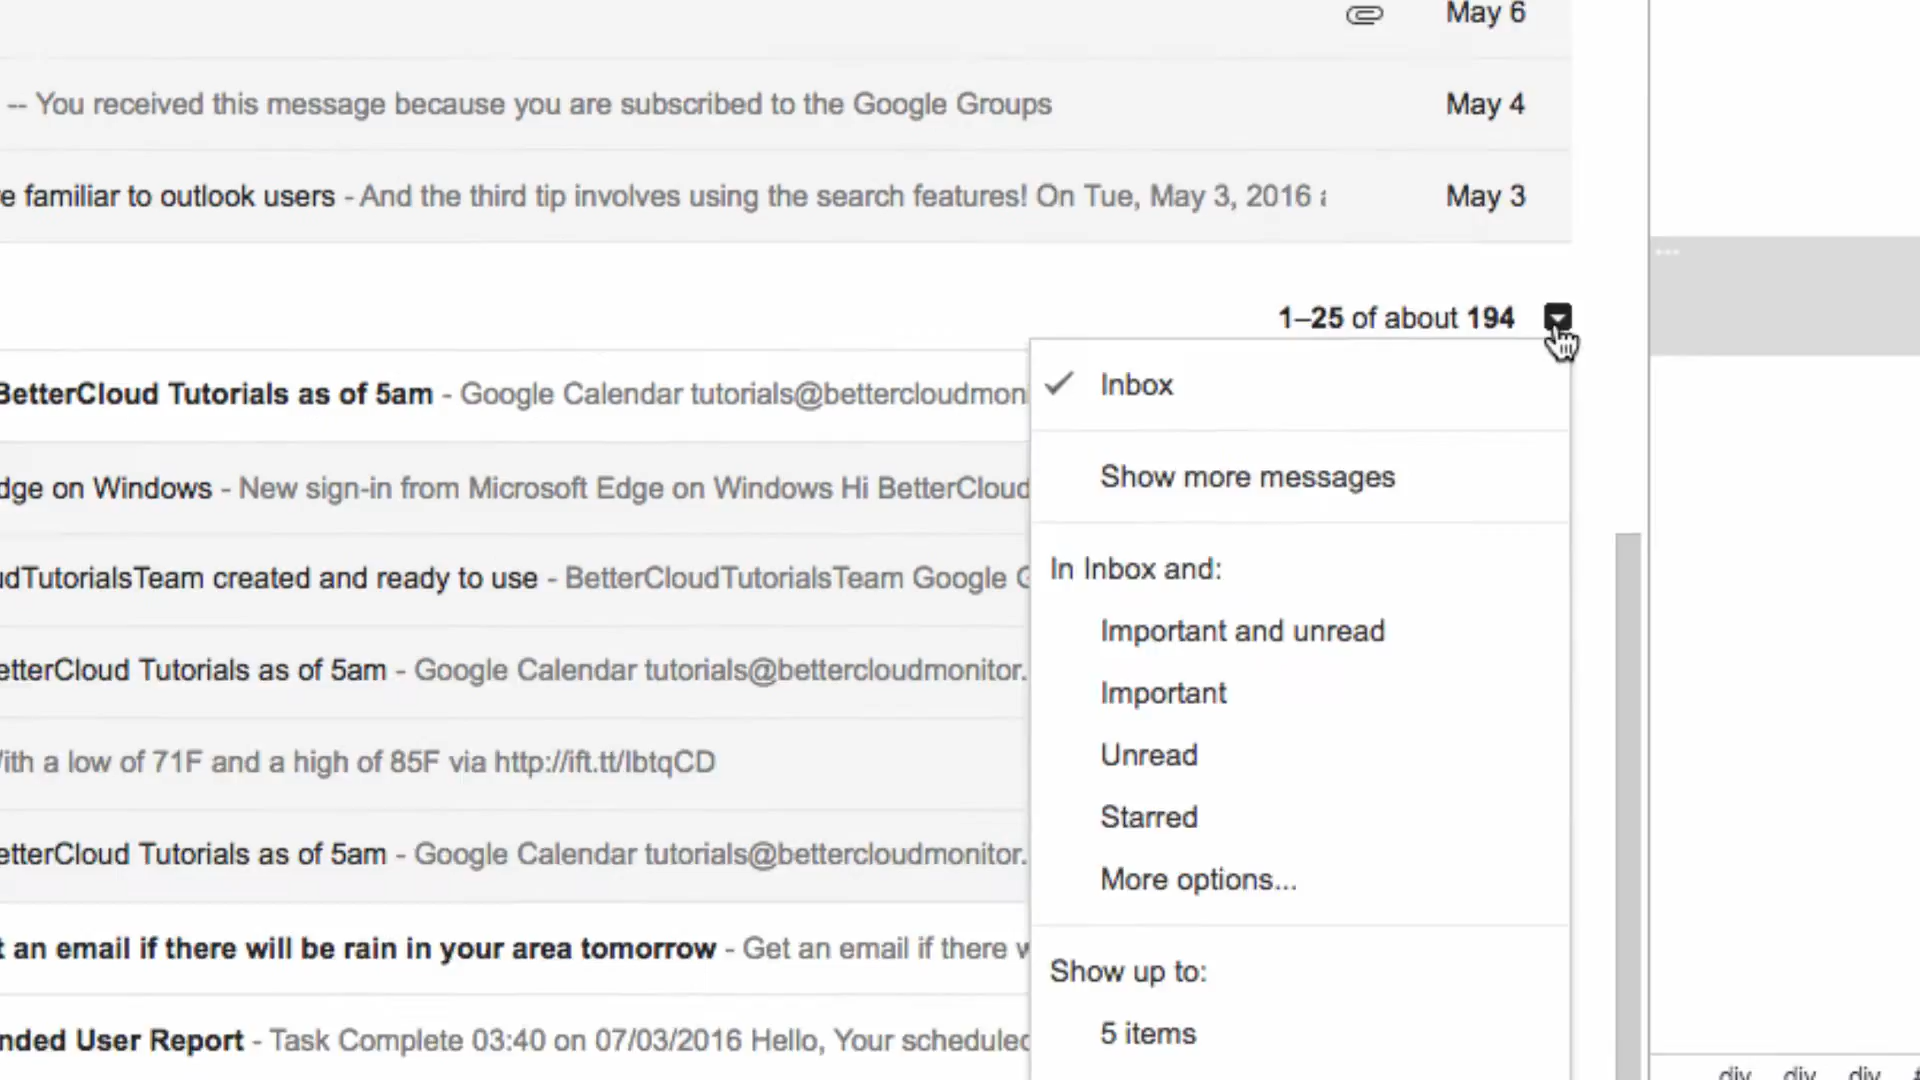 May 6
-- You received this message because you are subscribed to the Google Groups May 4
e familiar to outlook users - And the third tip involves using the search features! On Tue, May 3, 2016 May 3
1–25 of about 194
BetterCloud Tutorials as of 5am - Google Calendar tutorials@bettercloudmon
dge on Windows - New sign-in from Microsoft Edge on Windows Hi BetterCloud
udTutorialsTeam created and ready to use - BetterCloudTutorialsTeam Google
etterCloud Tutorials as of 5am - Google Calendar tutorials@bettercloudmonitor.
ith a low of 71F and a high of 85F via http://ift.tt/IbtqCD
etterCloud Tutorials as of 5am - Google Calendar tutorials@bettercloudmonitor.
t an email if there will be rain in your area tomorrow - Get an email if there
nded User Report - Task Complete 03:40 on 07/03/2016 Hello, Your scheduled
Inbox
Show more messages
In Inbox and:
Important and unread
Important
Unread
Starred
More options...
Show up to:
5 items
div div div